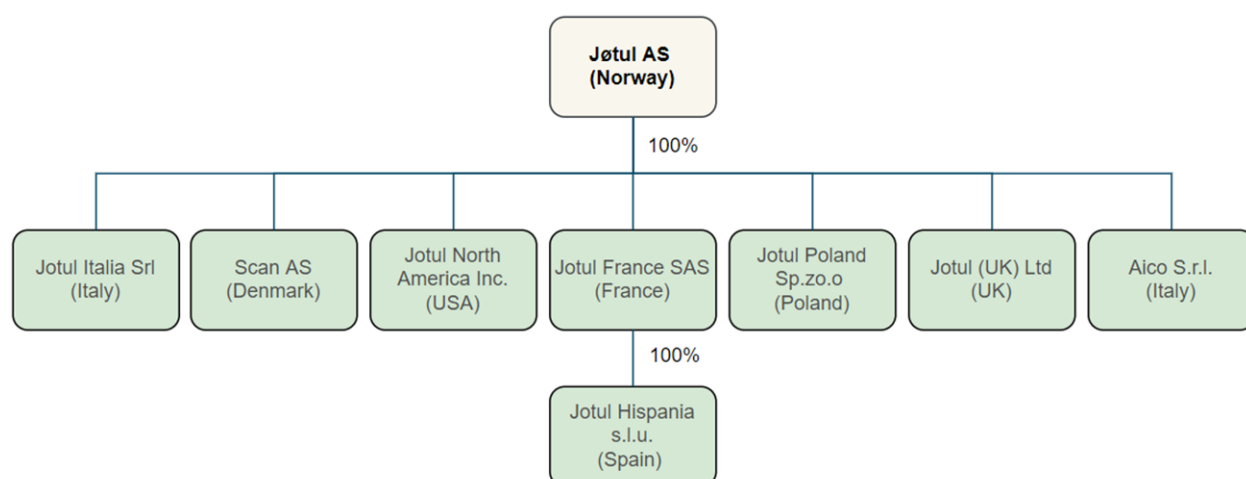 Jøtul AS
(Norway)
100%
Jotul Italia Srl
(Italy)
Scan AS
(Denmark)
Jotul North
America Inc.
(USA)
Jotul France SAS
(France)
Jotul Poland
Sp.zo.o
(Poland)
Jotul (UK) Ltd
(UK)
Aico S.r.l.
(Italy)
100%
Jotul Hispania
s.l.u.
(Spain)